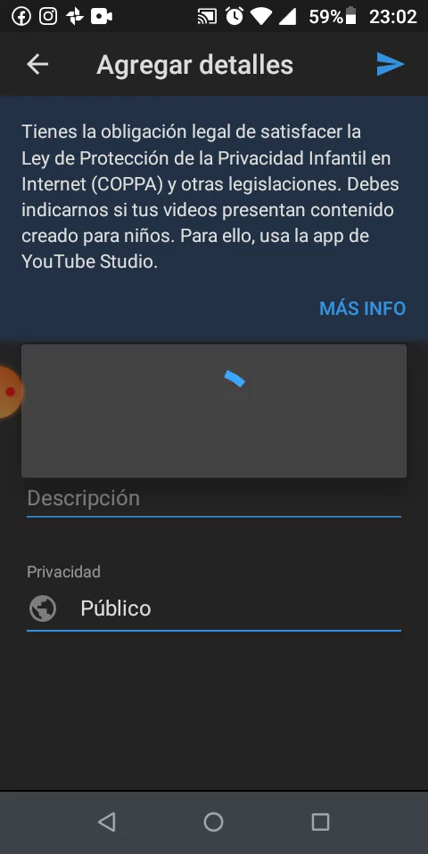 59% 23:02
Agregar detalles
Tienes la obligación legal de satisfacer la
Ley de Protección de la Privacidad Infantil en
Internet (COPPA) y otras legislaciones. Debes
indicarnos si tus videos presentan contenido
creado para niños. Para ello, usa la app de
YouTube Studio.
MÁS INFO
Descripción
Privacidad
Público